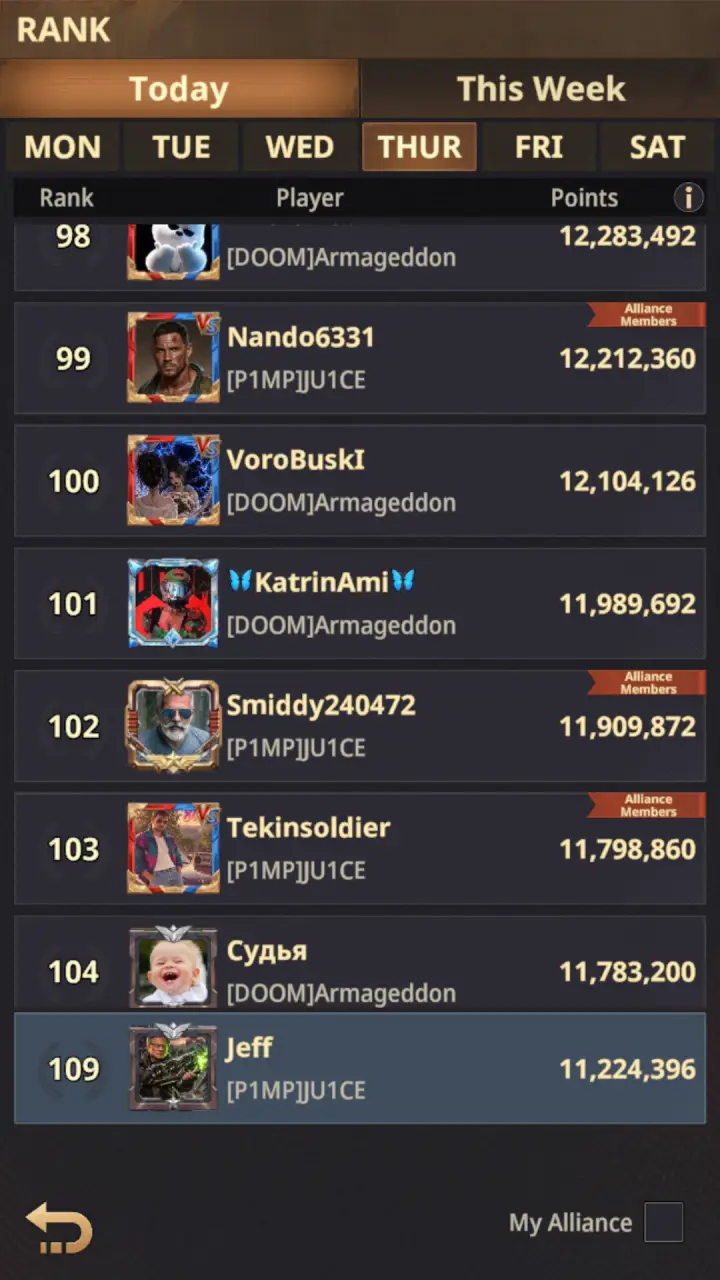 RANK
Today
This Week
MON TUE WED THUR FRI SAT
Rank Player Points
98
12,283,492
[DOOM]Armageddon
Alliance Members
99
Nando6331
12,212,360
[P1MP]JU1CE
100
VoroBuskI
12,104,126
[DOOM]Armageddon
101
🦋KatrinAmi🦋
11,989,692
[DOOM]Armageddon
Alliance Members
102
Smiddy240472
11,909,872
[P1MP]JU1CE
Alliance Members
103
Tekinsoldier
11,798,860
[P1MP]JU1CE
104
Судья
11,783,200
[DOOM]Armageddon
109
Jeff
11,224,396
[P1MP]JU1CE
My Alliance